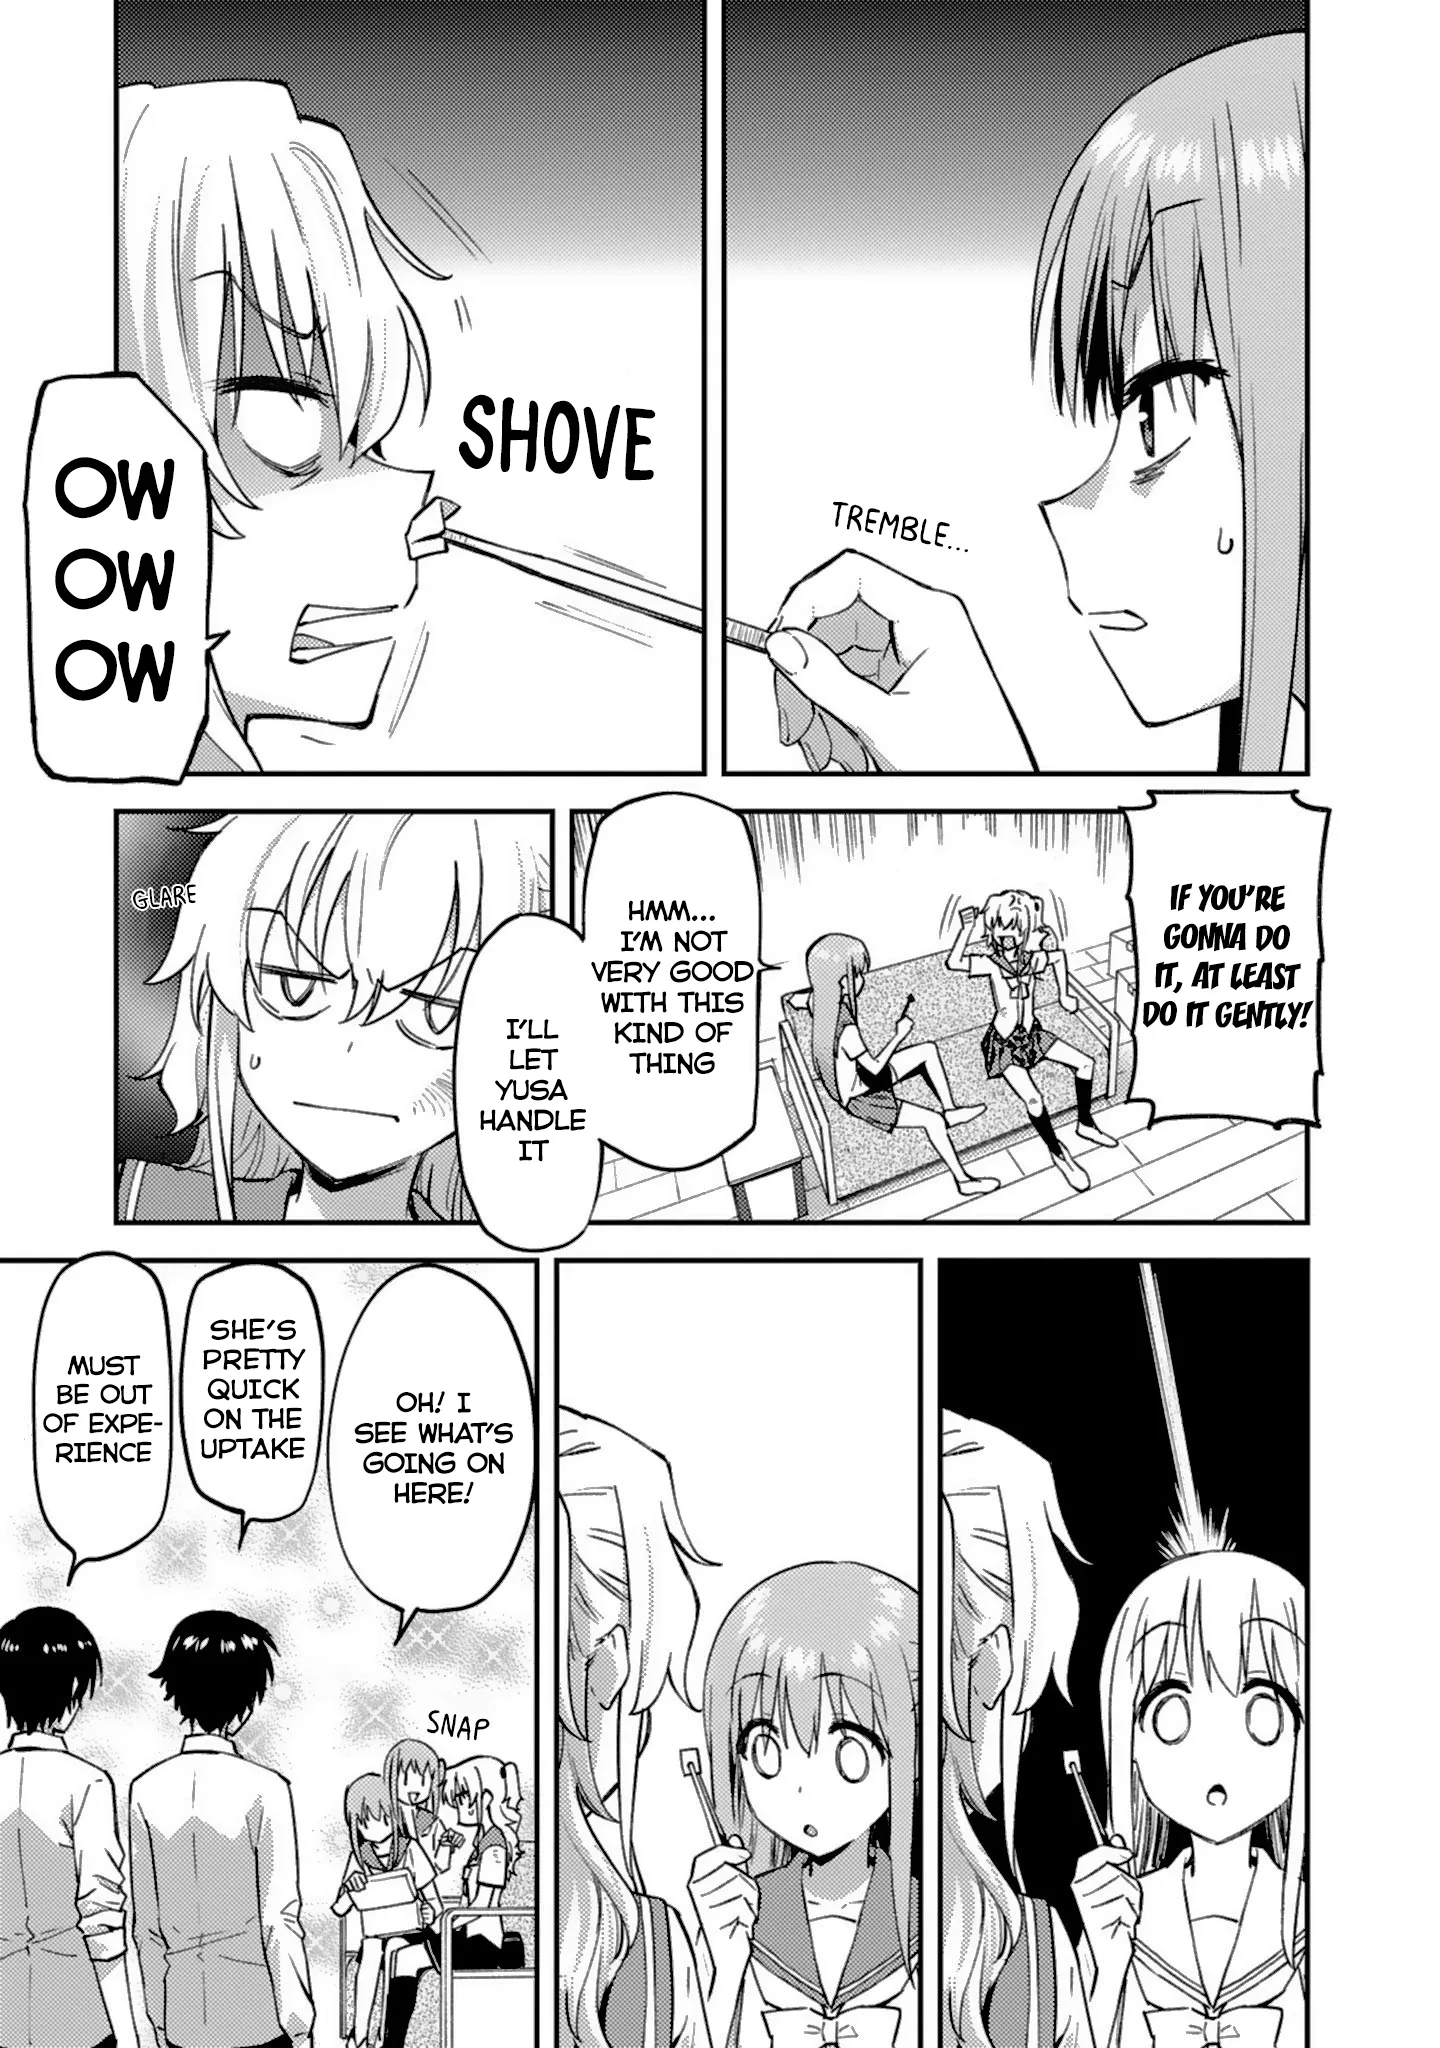 TREMBLE...
SHOVE
OW
OW
OW
IF YOU'RE
GONNA DO
IT, AT LEAST
DO IT GENTLY!
HMM...
I'M NOT
VERY GOOD
WITH THIS
KIND OF
THING
I'LL
LET
YUSA
HANDLE
IT
GLARE
OH! I
SEE WHAT'S
GOING ON
HERE!
SNAP
SHE'S
PRETTY
QUICK
ON THE
UPTAKE
MUST
BE OUT
OF EXPE-
RIENCE